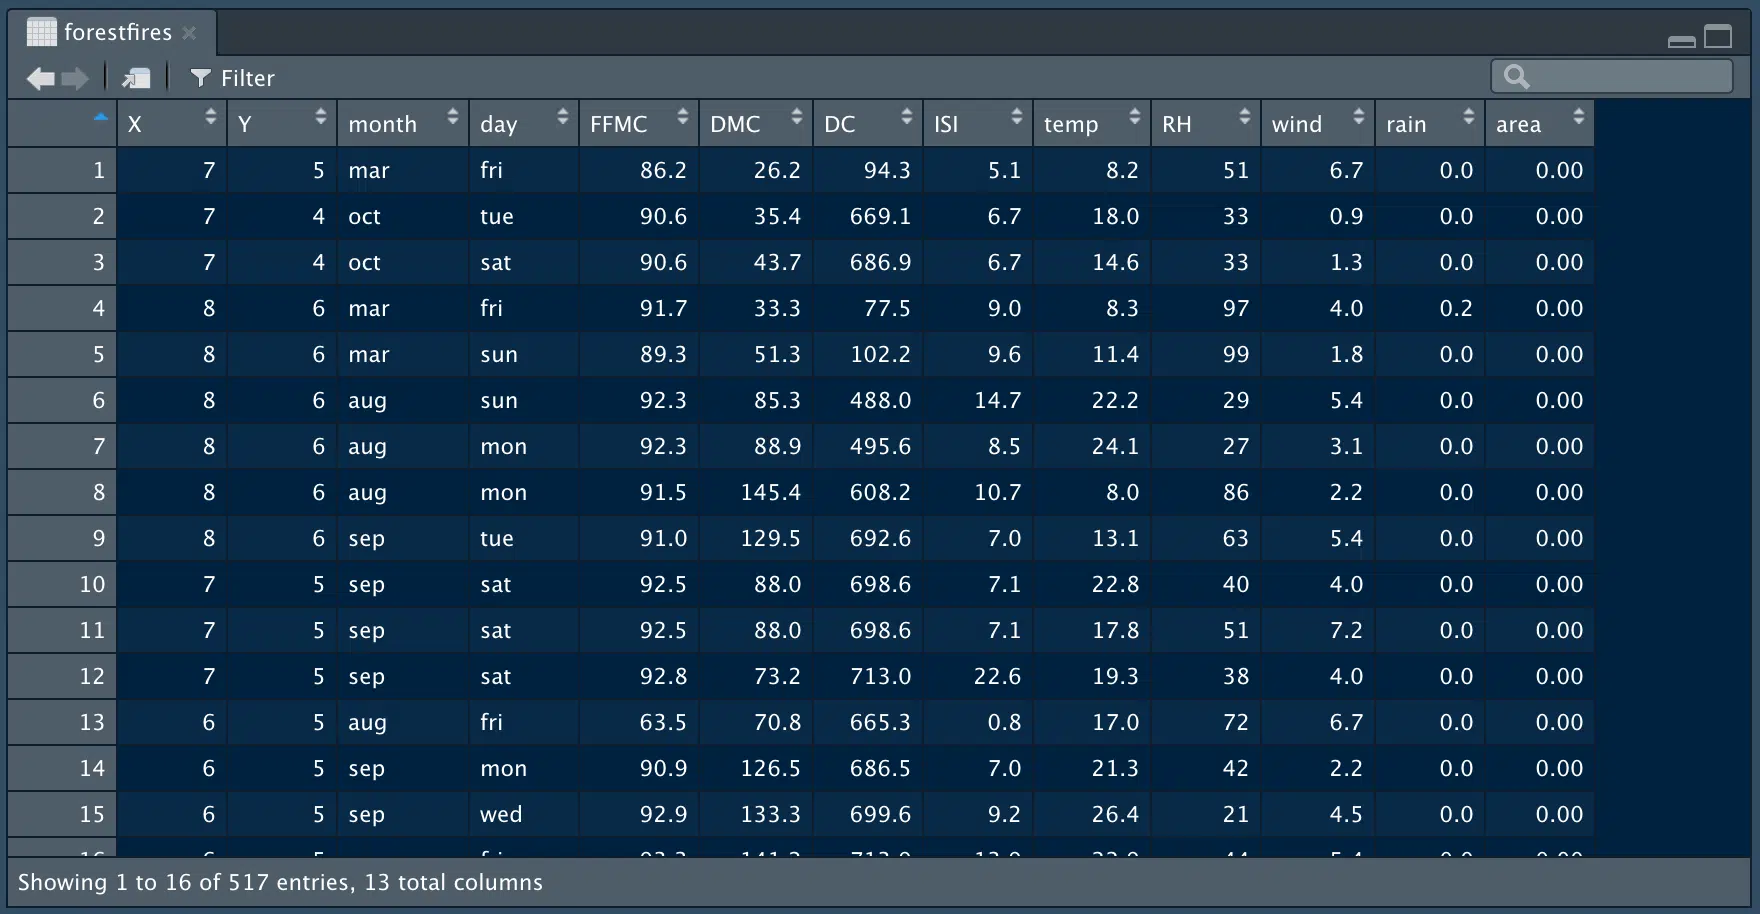 forestfires
Filter
X Y month day FFMC DMC DC ISI temp RH wind rain area
1 7 5 mar fri 86.2 26.2 94.3 5.1 8.2 51 6.7 0.0 0.00
2 7 4 oct tue 90.6 35.4 669.1 6.7 18.0 33 0.9 0.0 0.00
3 7 4 oct sat 90.6 43.7 686.9 6.7 14.6 33 1.3 0.0 0.00
4 8 6 mar fri 91.7 33.3 77.5 9.0 8.3 97 4.0 0.2 0.00
5 8 6 mar sun 89.3 51.3 102.2 9.6 11.4 99 1.8 0.0 0.00
6 8 6 aug sun 92.3 85.3 488.0 14.7 22.2 29 5.4 0.0 0.00
7 8 6 aug mon 92.3 88.9 495.6 8.5 24.1 27 3.1 0.0 0.00
8 8 6 aug mon 91.5 145.4 608.2 10.7 8.0 86 2.2 0.0 0.00
9 8 6 sep tue 91.0 129.5 692.6 7.0 13.1 63 5.4 0.0 0.00
10 7 5 sep sat 92.5 88.0 698.6 7.1 22.8 40 4.0 0.0 0.00
11 7 5 sep sat 92.5 88.0 698.6 7.1 17.8 51 7.2 0.0 0.00
12 7 5 sep sat 92.8 73.2 713.0 22.6 19.3 38 4.0 0.0 0.00
13 6 5 aug fri 63.5 70.8 665.3 0.8 17.0 72 6.7 0.0 0.00
14 6 5 sep mon 90.9 126.5 686.5 7.0 21.3 42 2.2 0.0 0.00
15 6 5 sep wed 92.9 133.3 699.6 9.2 26.4 21 4.5 0.0 0.00
Showing 1 to 16 of 517 entries, 13 total columns